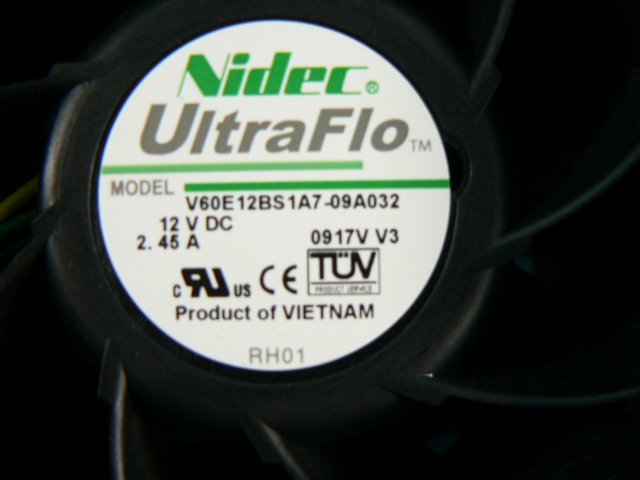 Nidec®
UltraFlo™
MODEL
V60E12BS1A7-09A032
12 V DC
2. 45 A 0917V V3
c RU US CE TÜV
PRODUCT SERVICE
Product of VIETNAM
RH01